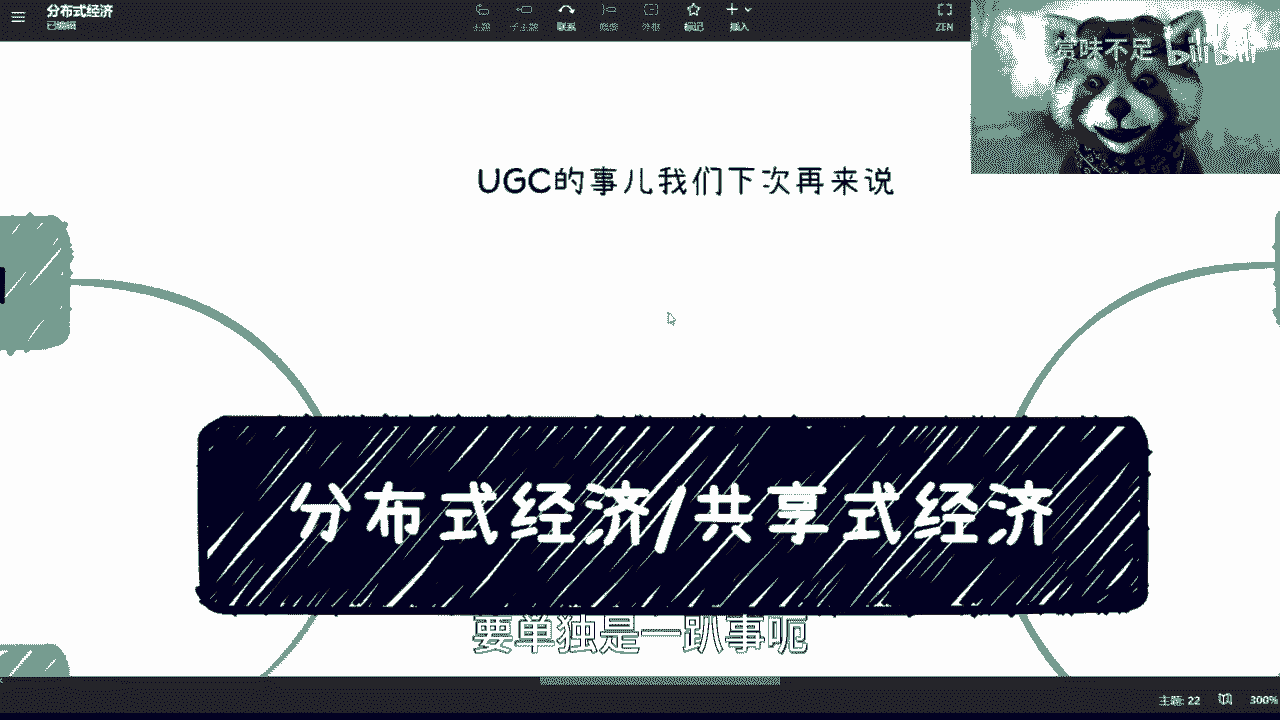 分布式经济
已编辑
主题 子主题 联系 概要 外框 标记 插入 ZEN
赏味不足 bilibili
UGC的事儿我们下次再来说
分布式经济/共享式经济
要单独是一趴事呃
主题: 22 300%